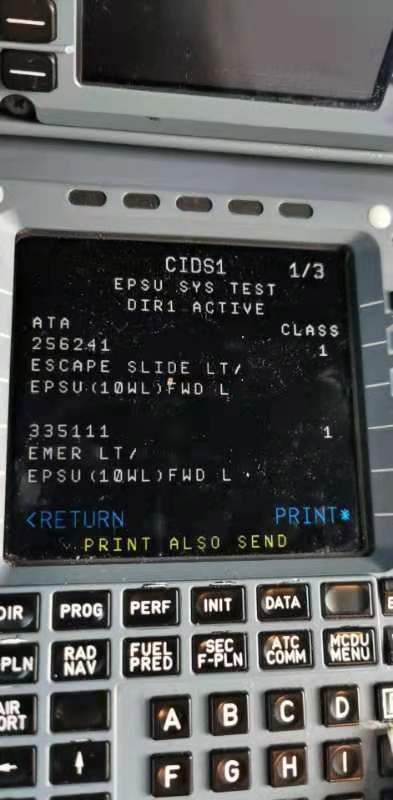 CIDS1 1/3
EPSU SYS TEST
DIR1 ACTIVE
ATA CLASS
256241 1
ESCAPE SLIDE LT/
EPSU(10WL)FWD L
335111 1
EMER LT/
EPSU(10WL)FWD L
<RETURN PRINT*
PRINT ALSO SEND
DIR PROG PERF INIT DATA
PLN RAD NAV FUEL PRED SEC F-PLN ATC COMM MCDU MENU
A B C D
← ↑ F G H I